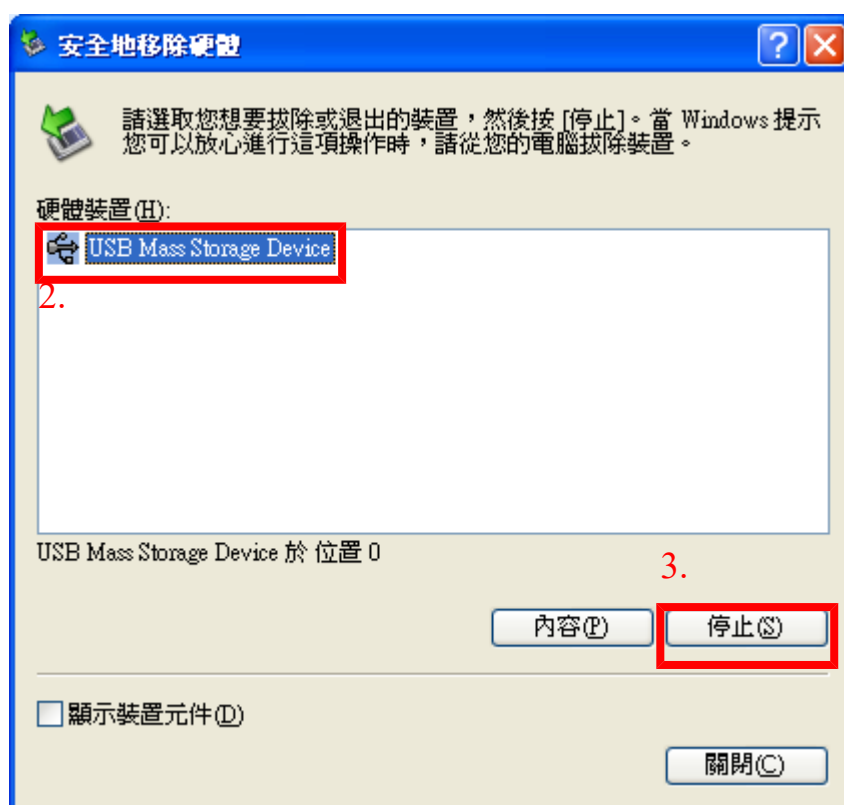 安全地移除硬體
請選取您想要拔除或退出的裝置，然後按 [停止]。當 Windows 提示
您可以放心進行這項操作時，請從您的電腦拔除裝置。
硬體裝置(H):
USB Mass Storage Device
2.
USB Mass Storage Device 於 位置 0
3.
內容(P) 停止(S)
顯示裝置元件(D)
關閉(C)